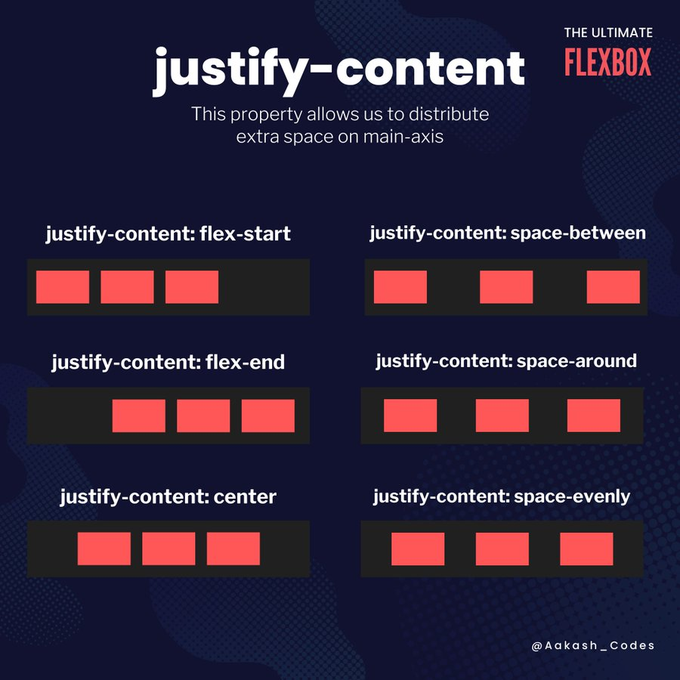 THE ULTIMATE
FLEXBOX
justify-content
This property allows us to distribute
extra space on main-axis
justify-content: flex-start
justify-content: space-between
justify-content: flex-end
justify-content: space-around
justify-content: center
justify-content: space-evenly
@Aakash_Codes